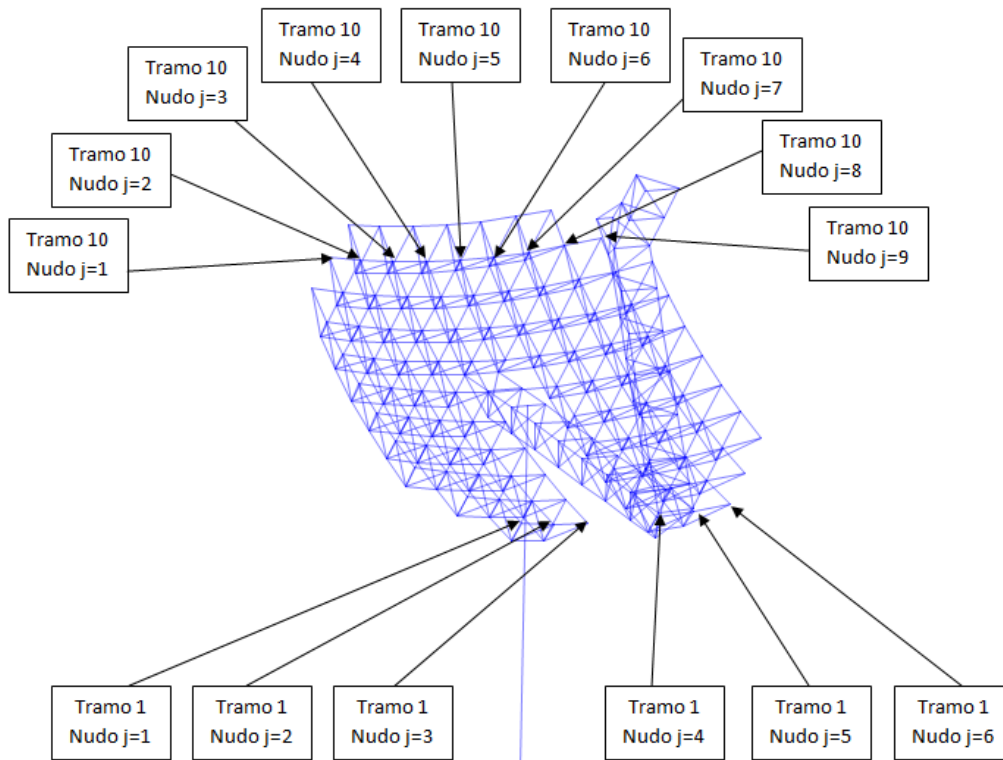 Tramo 10
Nudo j=1
Tramo 10
Nudo j=2
Tramo 10
Nudo j=3
Tramo 10
Nudo j=4
Tramo 10
Nudo j=5
Tramo 10
Nudo j=6
Tramo 10
Nudo j=7
Tramo 10
Nudo j=8
Tramo 10
Nudo j=9
Tramo 1
Nudo j=1
Tramo 1
Nudo j=2
Tramo 1
Nudo j=3
Tramo 1
Nudo j=4
Tramo 1
Nudo j=5
Tramo 1
Nudo j=6